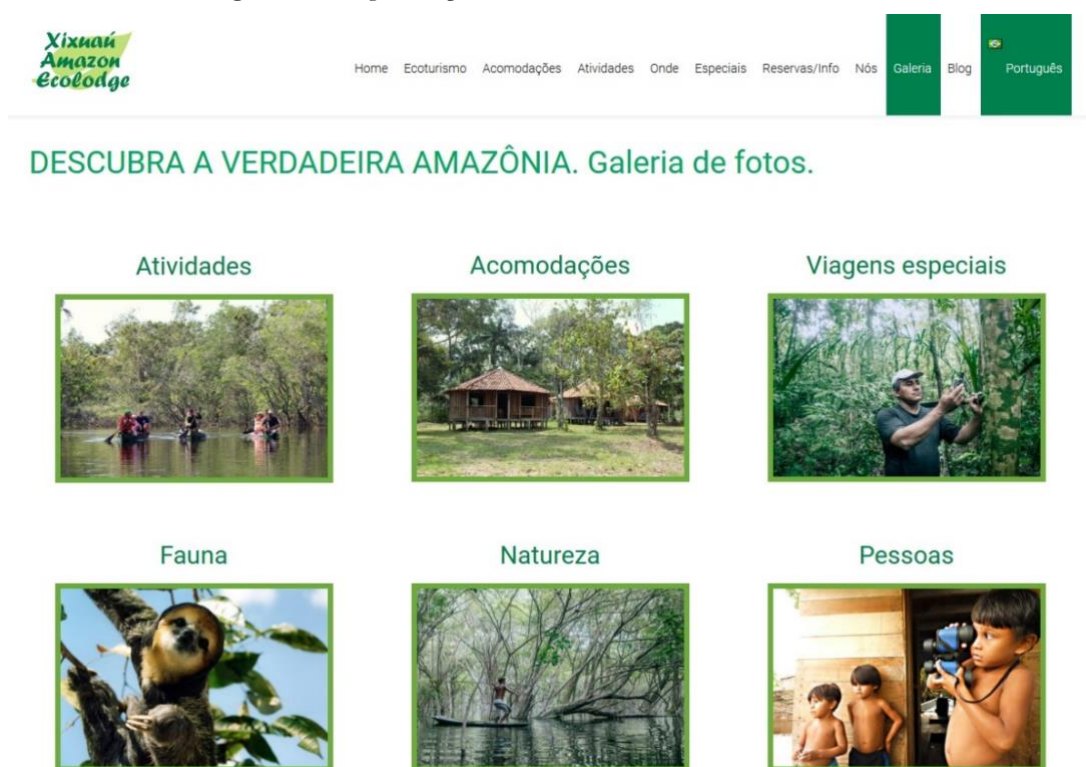 Xixuaú
Amazon
Ecolodge
Home Ecoturismo Acomodações Atividades Onde Especiais Reservas/Info Nós Galeria Blog Português
DESCUBRA A VERDADEIRA AMAZÔNIA. Galeria de fotos.
Atividades Acomodações Viagens especiais
Fauna Natureza Pessoas